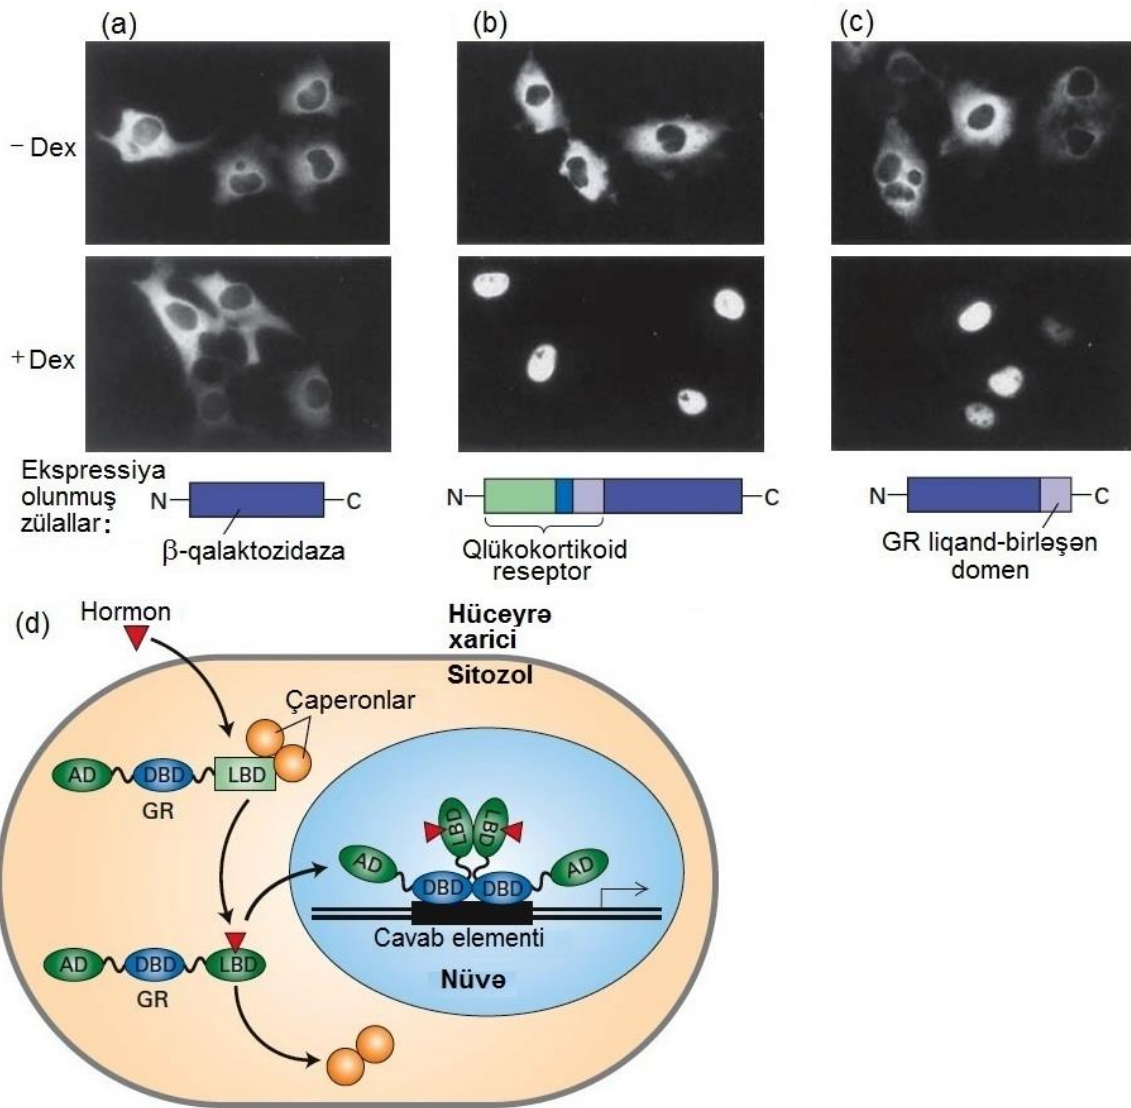 (a)
(b)
(c)
– Dex
+ Dex
Ekspressiya
olunmuş
zülallar:
N
C
β-qalaktozidaza
N
C
Qlükokortikoid
reseptor
N
C
GR liqand-birləşən
domen
(d)
Hormon
Hüceyrə
xarici
Sitozol
Çaperonlar
AD
DBD
LBD
GR
LBD
LBD
AD
DBD
DBD
AD
Cavab elementi
Nüvə
AD
DBD
LBD
GR